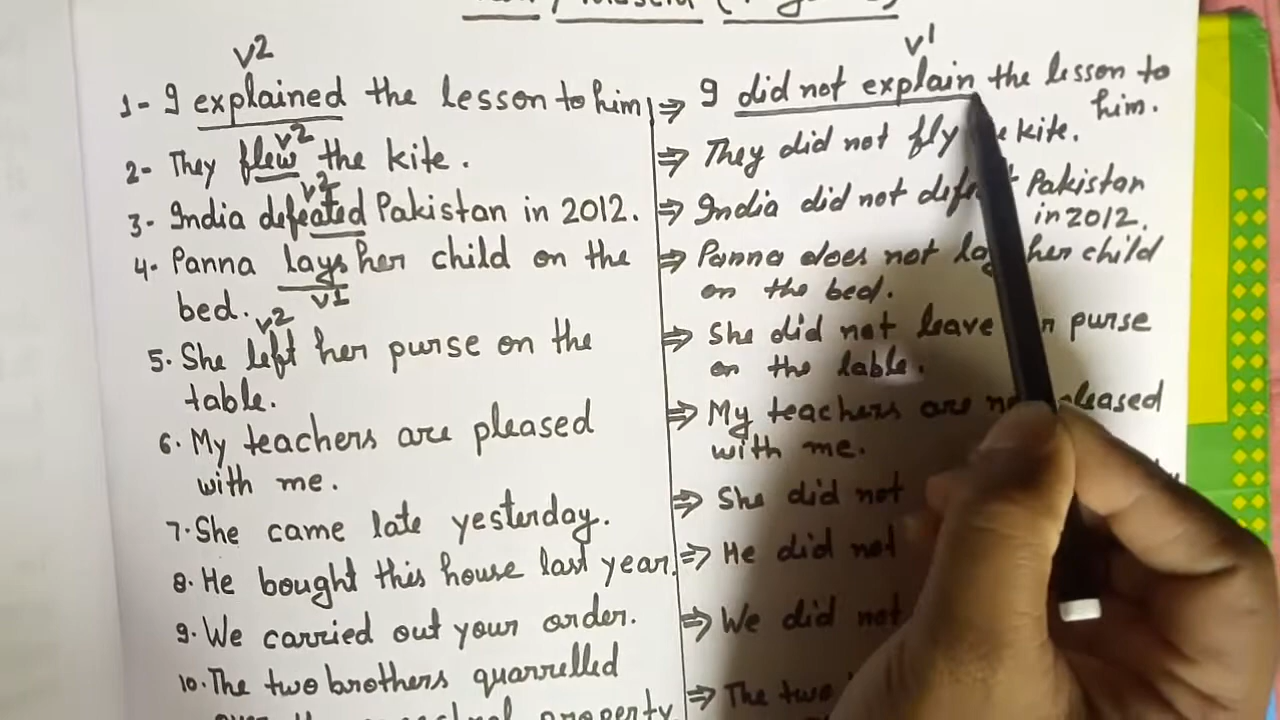 V2 V1
1- I explained the lesson to him, ⇒ I did not explain the lesson to him.
V2
2- They flew the kite. ⇒ They did not fly kite.
V2
3- India defeated Pakistan in 2012. ⇒ India did not Pakistan in 2012.
4- Panna lays her child on the ⇒ Panna does not her child
V1
bed. on the bed.
V2
5. She left her purse on the ⇒ She did not leave purse
table. on the lable.
6. My teachers are pleased ⇒ My teachers are
with me. with me.
7. She came late yesterday. ⇒ She did not
8. He bought this house last year. ⇒ He did not
9. We carried out your order. ⇒ We did not
10. The two brothers quarrelled ⇒ The two
property